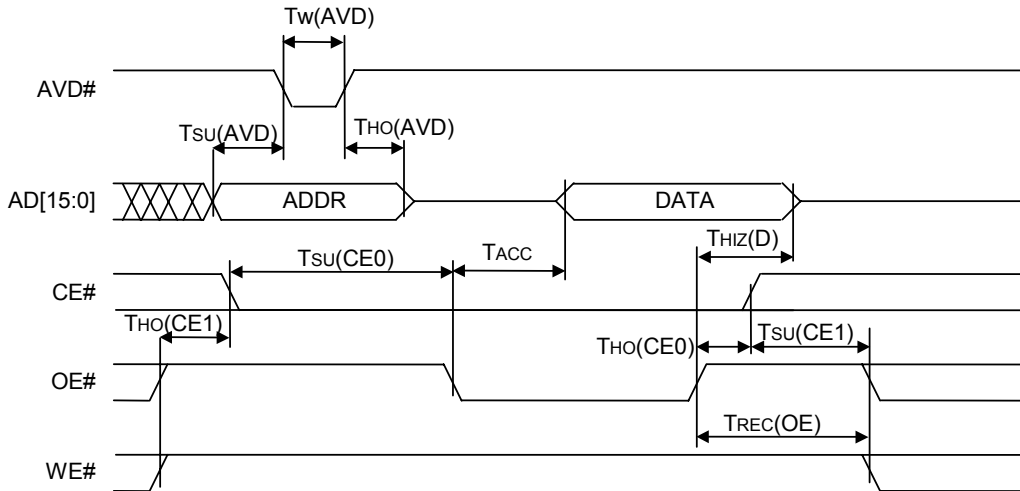 Tw(AVD)
AVD#
TSU(AVD)
THO(AVD)
AD[15:0]
ADDR
DATA
TSU(CE0)
TACC
THIZ(D)
CE#
THO(CE1)
THO(CE0)
TSU(CE1)
OE#
TREC(OE)
WE#